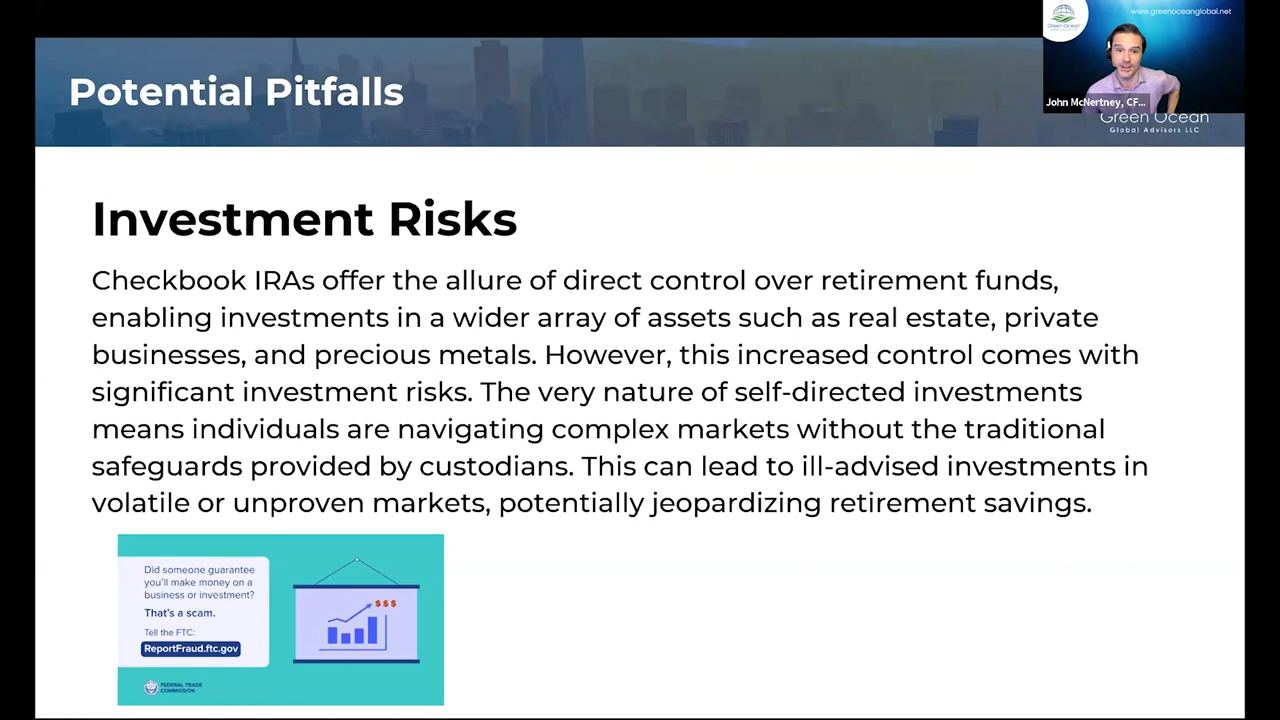 www.greenoceanglobal.net
Green Ocean
John McNertney, CF...
Potential Pitfalls
Green Ocean
Global Advisors LLC
Investment Risks
Checkbook IRAs offer the allure of direct control over retirement funds,
enabling investments in a wider array of assets such as real estate, private
businesses, and precious metals. However, this increased control comes with
significant investment risks. The very nature of self-directed investments
means individuals are navigating complex markets without the traditional
safeguards provided by custodians. This can lead to ill-advised investments in
volatile or unproven markets, potentially jeopardizing retirement savings.
Did someone guarantee
you'll make money on a
business or investment?
That's a scam.
Tell the FTC:
ReportFraud.ftc.gov
$$$
FEDERAL TRADE
COMMISSION